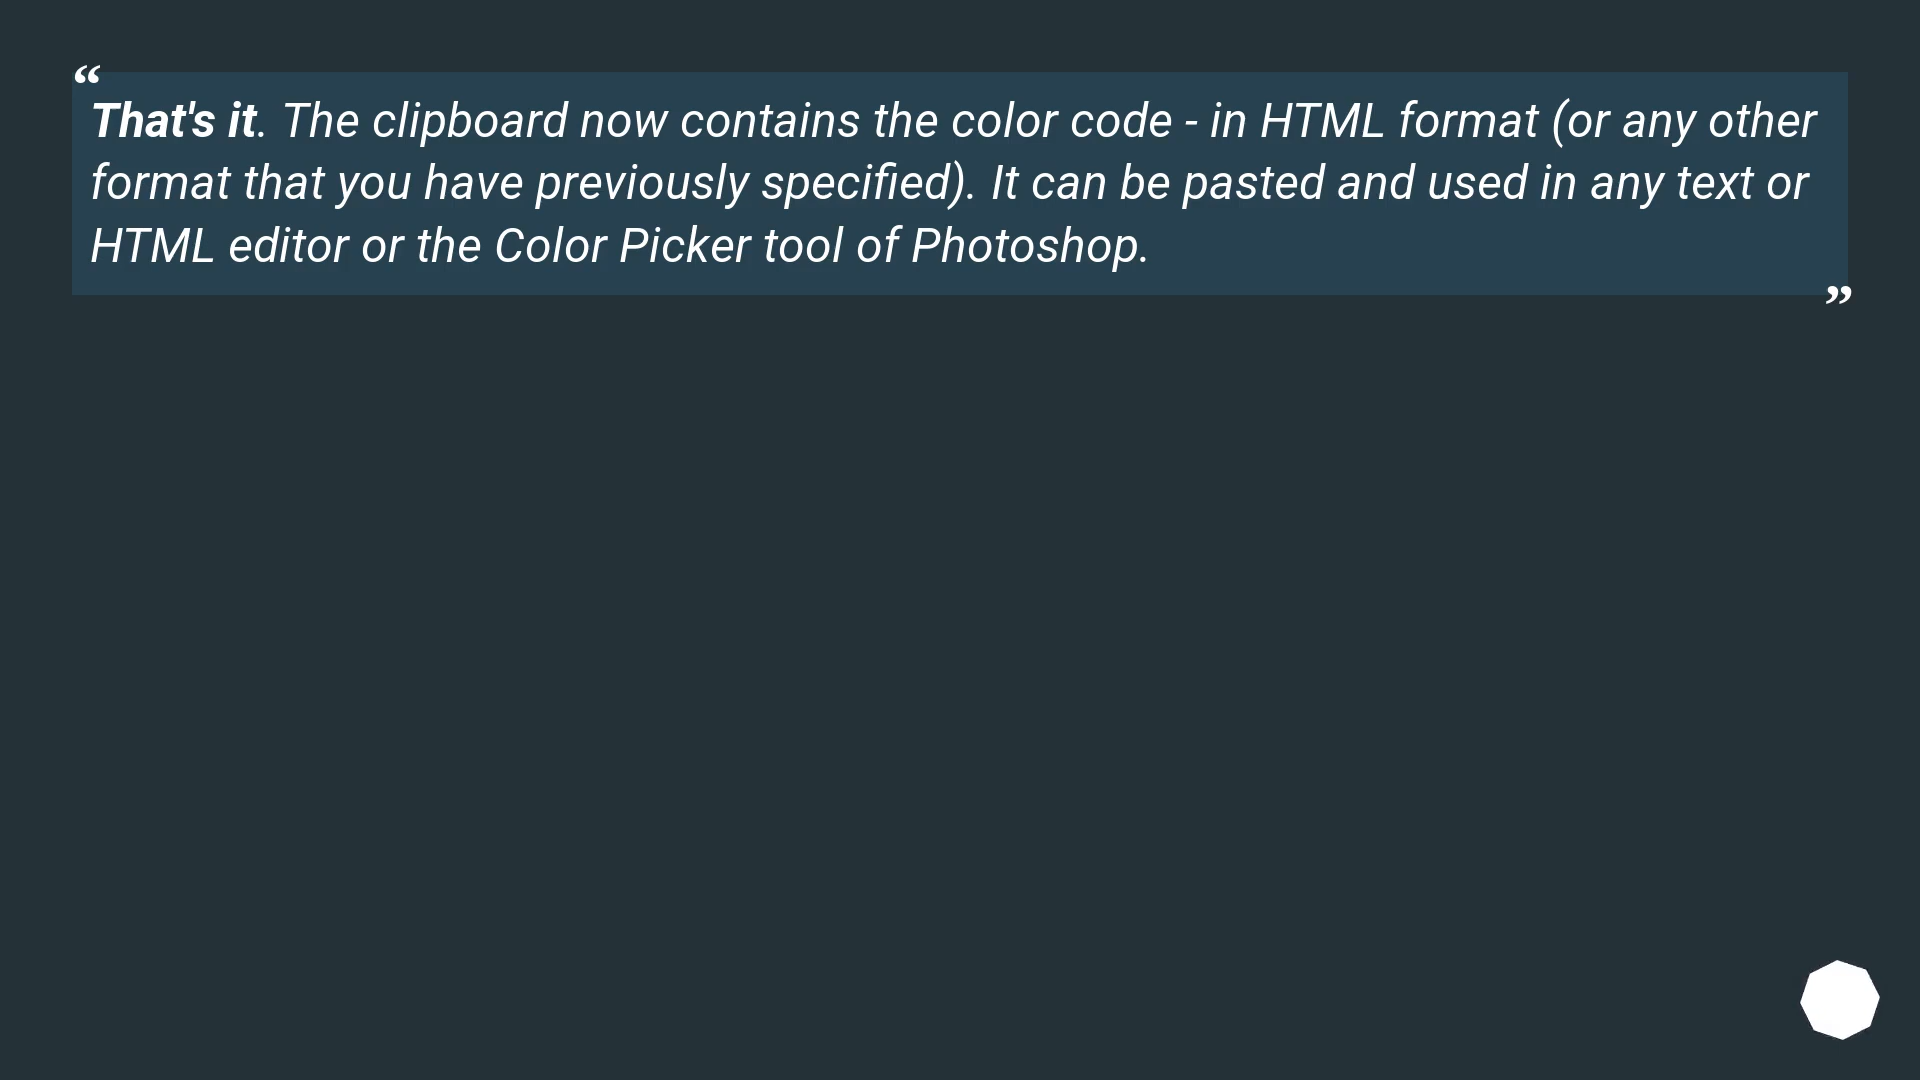 “
That's it. The clipboard now contains the color code - in HTML format (or any other
format that you have previously specified). It can be pasted and used in any text or
HTML editor or the Color Picker tool of Photoshop.
”